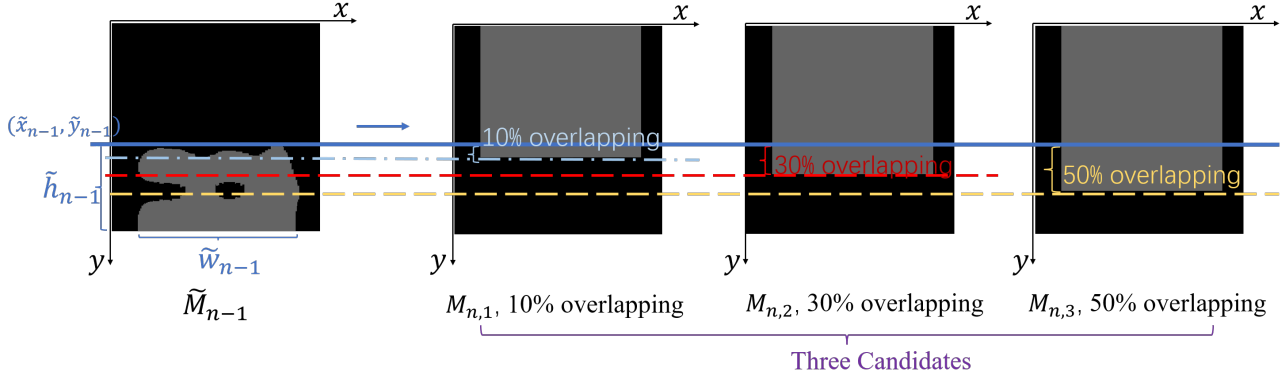 x
x
x
x
(x̃ₙ₋₁, ỹₙ₋₁)
10% overlapping
30% overlapping
50% overlapping
h̃ₙ₋₁
w̃ₙ₋₁
y
y
y
y
M̃ₙ₋₁
Mₙ,₁, 10% overlapping
Mₙ,₂, 30% overlapping
Mₙ,₃, 50% overlapping
Three Candidates